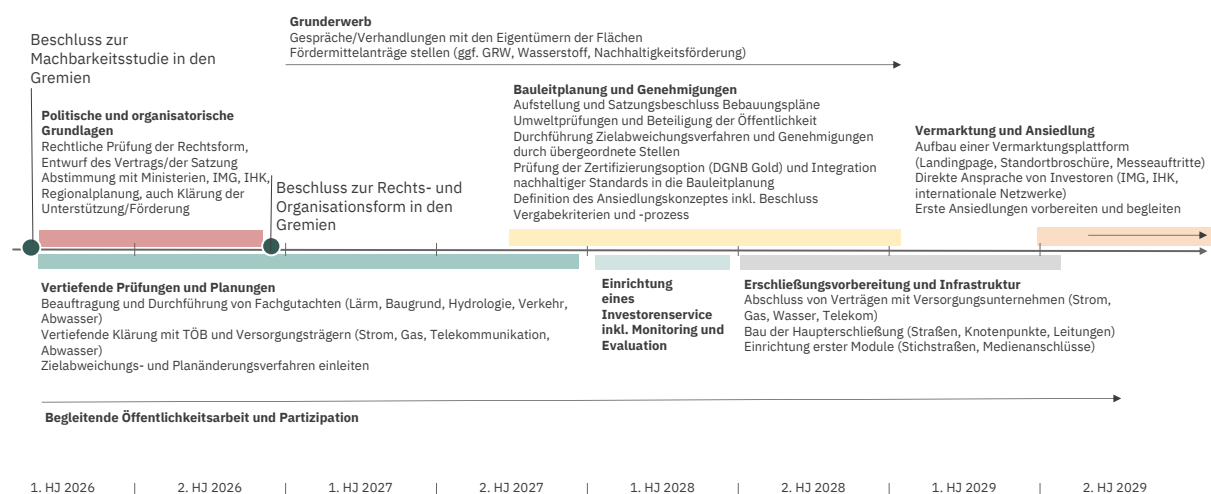 Grunderwerb
Gespräche/Verhandlungen mit den Eigentümern der Flächen
Fördermittelanträge stellen (ggf. GRW, Wasserstoff, Nachhaltigkeitsförderung)
Beschluss zur
Machbarkeitsstudie in den
Gremien
Politische und organisatorische
Grundlagen
Rechtliche Prüfung der Rechtsform,
Entwurf des Vertrags/der Satzung
Abstimmung mit Ministerien, IMG, IHK,
Regionalplanung, auch Klärung der
Unterstützung/Förderung
Beschluss zur Rechts- und
Organisationsform in den
Gremien
Bauleitplanung und Genehmigungen
Aufstellung und Satzungsbeschluss Bebauungspläne
Umweltprüfungen und Beteiligung der Öffentlichkeit
Durchführung Zielabweichungsverfahren und Genehmigungen
durch übergeordnete Stellen
Prüfung der Zertifizierungsoption (DGNB Gold) und Integration
nachhaltiger Standards in die Bauleitplanung
Definition des Ansiedlungskonzeptes inkl. Beschluss
Vergabekriterien und -prozess
Vermarktung und Ansiedlung
Aufbau einer Vermarktungsplattform
(Landingpage, Standortbroschüre, Messeauftritte)
Direkte Ansprache von Investoren (IMG, IHK,
internationale Netzwerke)
Erste Ansiedlungen vorbereiten und begleiten
Vertiefende Prüfungen und Planungen
Beauftragung und Durchführung von Fachgutachten (Lärm, Baugrund, Hydrologie, Verkehr,
Abwasser)
Vertiefende Klärung mit TÖB und Versorgungsträgern (Strom, Gas, Telekommunikation,
Abwasser)
Zielabweichungs- und Planänderungsverfahren einleiten
Einrichtung
eines
Investorenservice
inkl. Monitoring und
Evaluation
Erschließungsvorbereitung und Infrastruktur
Abschluss von Verträgen mit Versorgungsunternehmen (Strom,
Gas, Wasser, Telekom)
Bau der Haupterschließung (Straßen, Knotenpunkte, Leitungen)
Einrichtung erster Module (Stichstraßen, Medienanschlüsse)
Begleitende Öffentlichkeitsarbeit und Partizipation
1. HJ 2026 | 2. HJ 2026 | 1. HJ 2027 | 2. HJ 2027 | 1. HJ 2028 | 2. HJ 2028 | 1. HJ 2029 | 2. HJ 2029